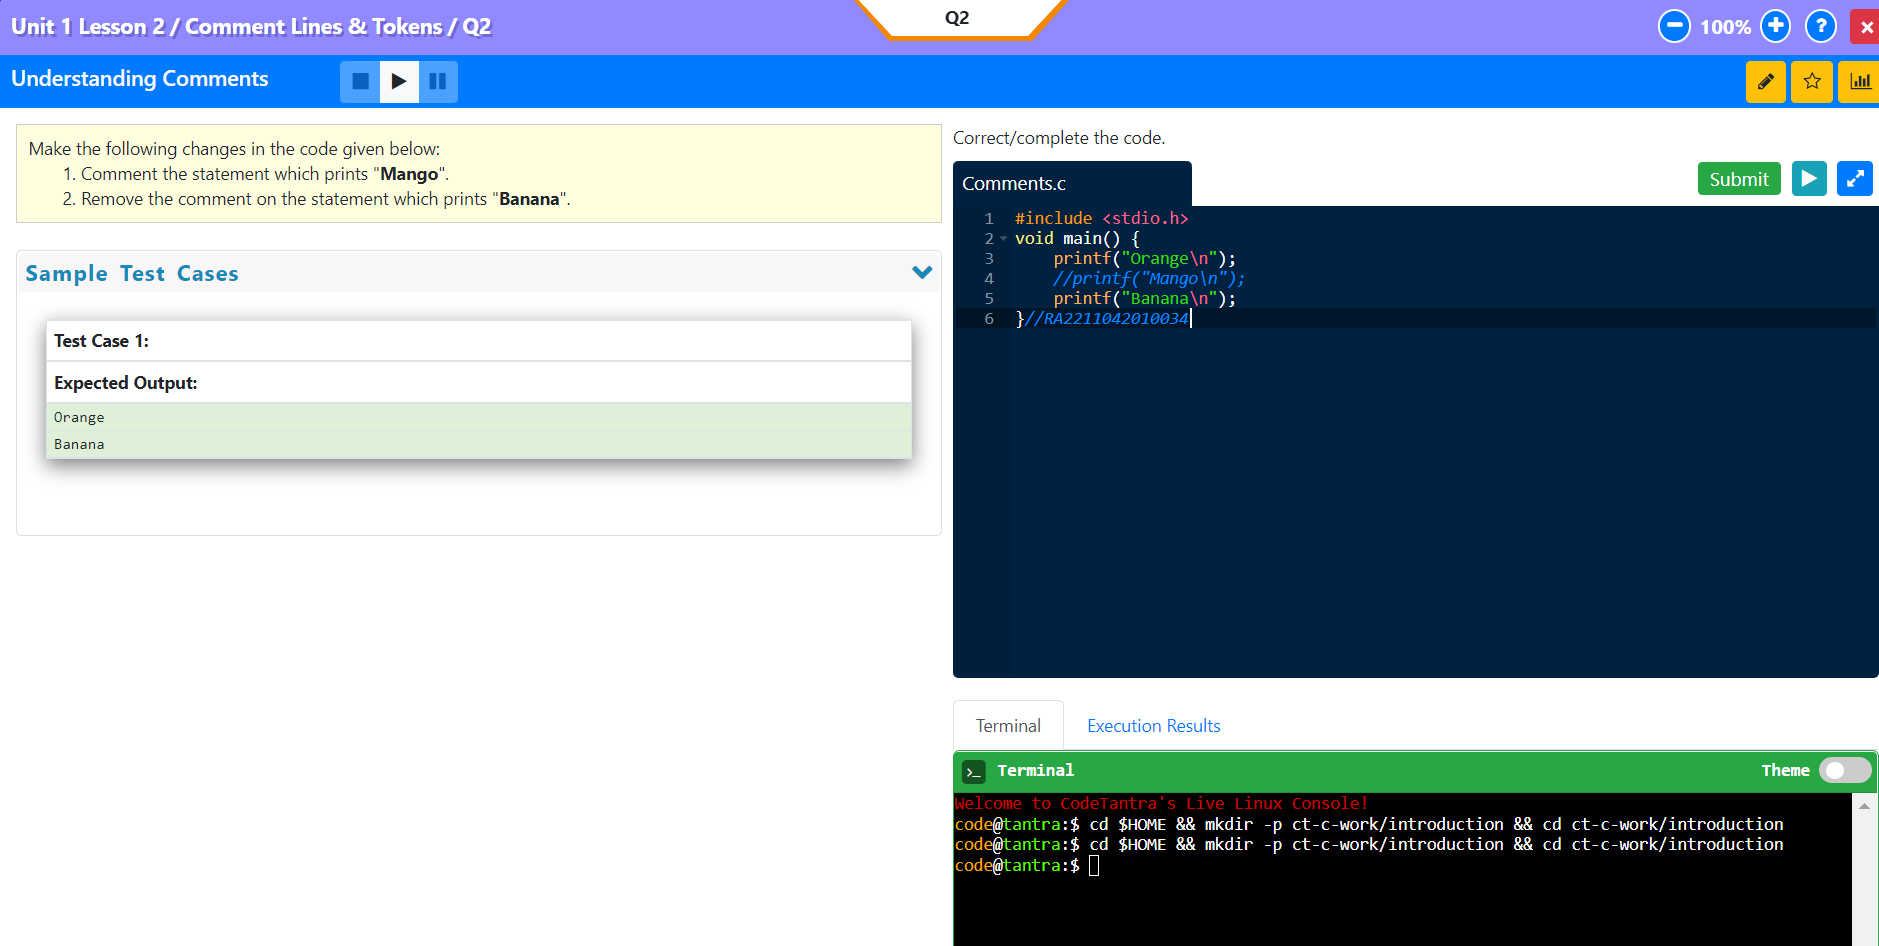 Unit 1 Lesson 2 / Comment Lines & Tokens / Q2
Q2
100%
?
Understanding Comments
Make the following changes in the code given below:
1. Comment the statement which prints "Mango".
2. Remove the comment on the statement which prints "Banana".
Sample Test Cases
Test Case 1:
Expected Output:
Orange
Banana
Correct/complete the code.
Comments.c
Submit
1 #include <stdio.h>
2 void main() {
3 printf("Orange\n");
4 //printf("Mango\n");
5 printf("Banana\n");
6 }//RA2211042010034
Terminal
Execution Results
>_ Terminal
Theme
Welcome to CodeTantra's Live Linux Console!
code@tantra:$ cd $HOME && mkdir -p ct-c-work/introduction && cd ct-c-work/introduction
code@tantra:$ cd $HOME && mkdir -p ct-c-work/introduction && cd ct-c-work/introduction
code@tantra:$